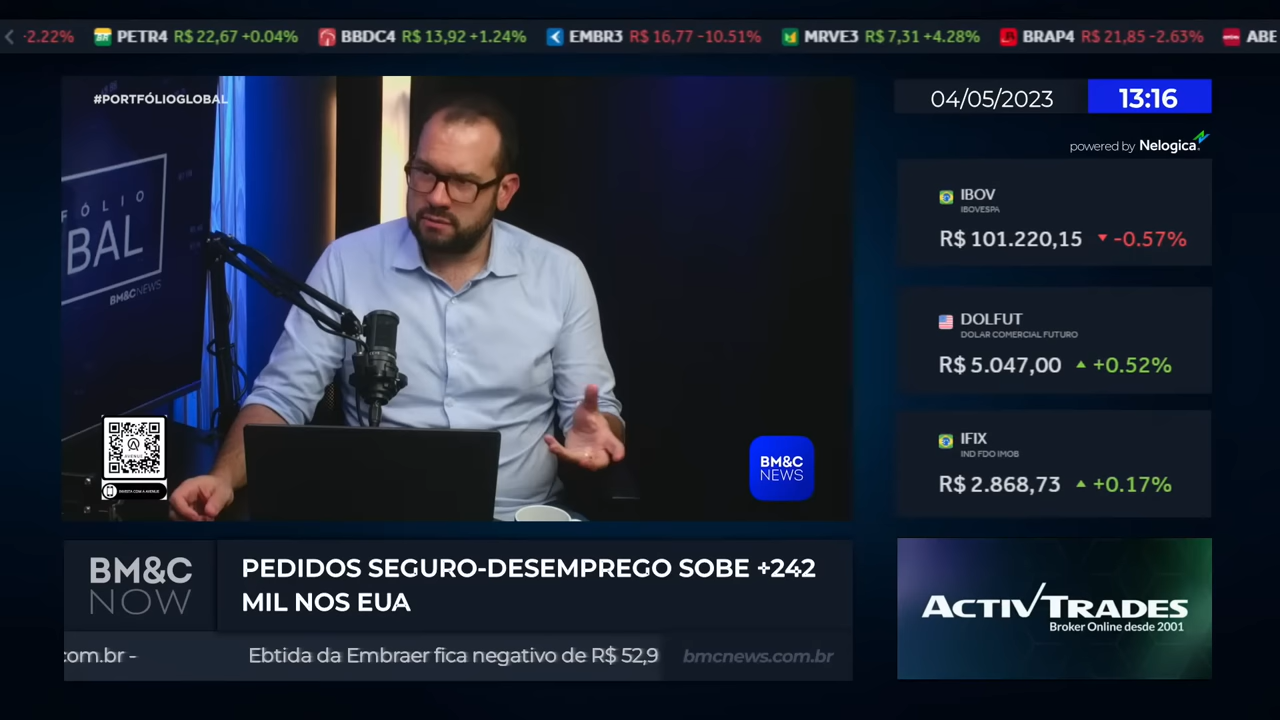 -2.22% PETR4 R$ 22,67 +0.04% BBDC4 R$ 13,92 +1.24% EMBR3 R$ 16,77 -10.51% MRVE3 R$ 7,31 +4.28% BRAP4 R$ 21,85 -2.63% ABE
#PORTFÓLIOGLOBAL
04/05/2023 13:16
powered by Nelogica
FÓLIO
BAL
BM&CNEWS
IBOV
IBOVESPA
R$ 101.220,15 -0.57%
DOLFUT
DOLAR COMERCIAL FUTURO
R$ 5.047,00 +0.52%
IFIX
IND FDO IMOB
R$ 2.868,73 +0.17%
AVENUE
INVISTA COM A AVENUE
BM&C
NEWS
BM&C
NOW
PEDIDOS SEGURO-DESEMPREGO SOBE +242
MIL NOS EUA
com.br - Ebtida da Embraer fica negativo de R$ 52,9
bmcnews.com.br
ACTIVTRADES
Broker Online desde 2001